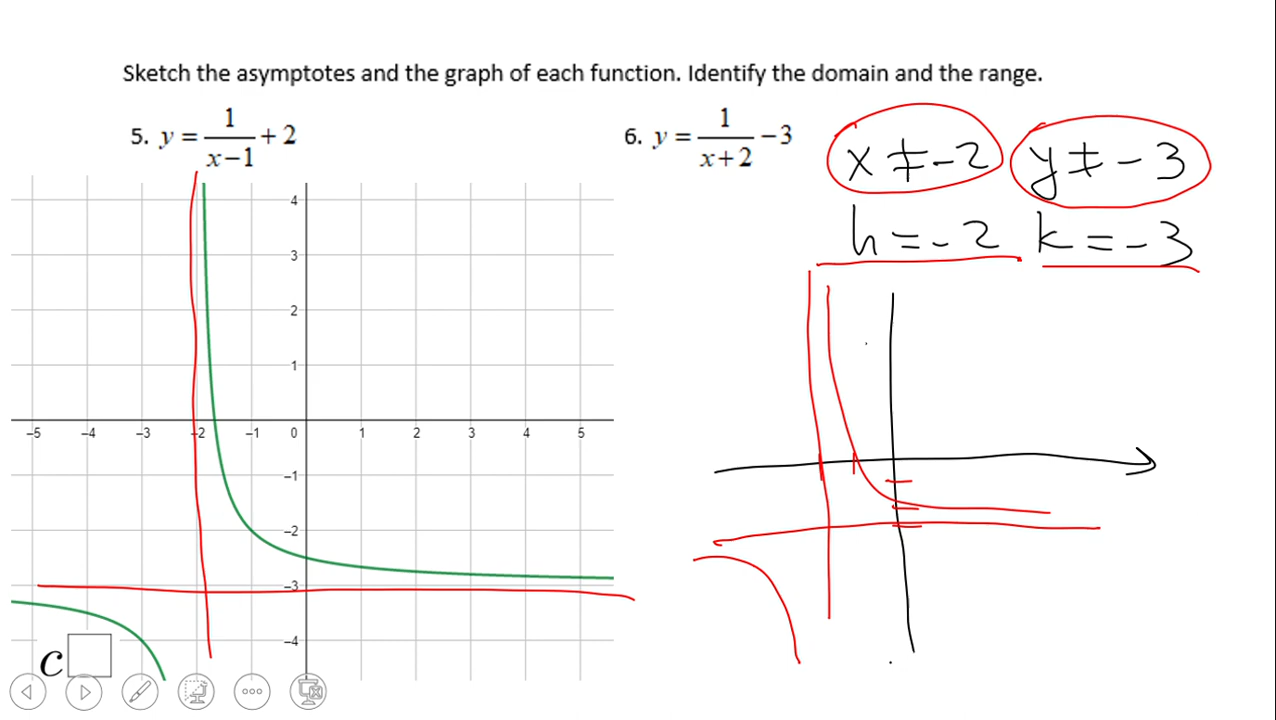 Sketch the asymptotes and the graph of each function. Identify the domain and the range.
5. y = 1/(x−1) + 2
6. y = 1/(x+2) −3
x ≠ −2 y ≠ −3
h = −2 k = −3
4
3
2
1
−5 −4 −3 −2 −1 0 1 2 3 4 5
−1
−2
−3
−4
c